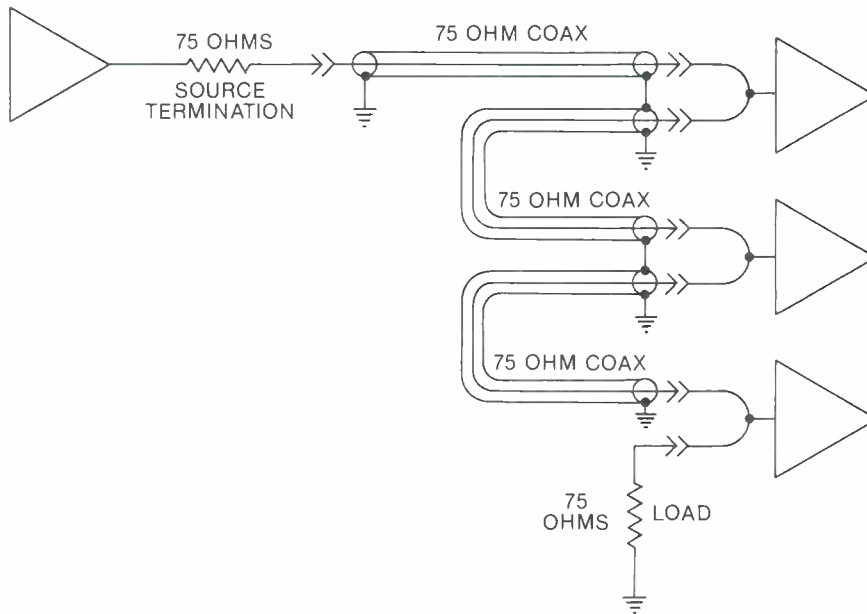 75 OHMS
SOURCE
TERMINATION
75 OHM COAX
75 OHM COAX
75 OHM COAX
75
OHMS
LOAD